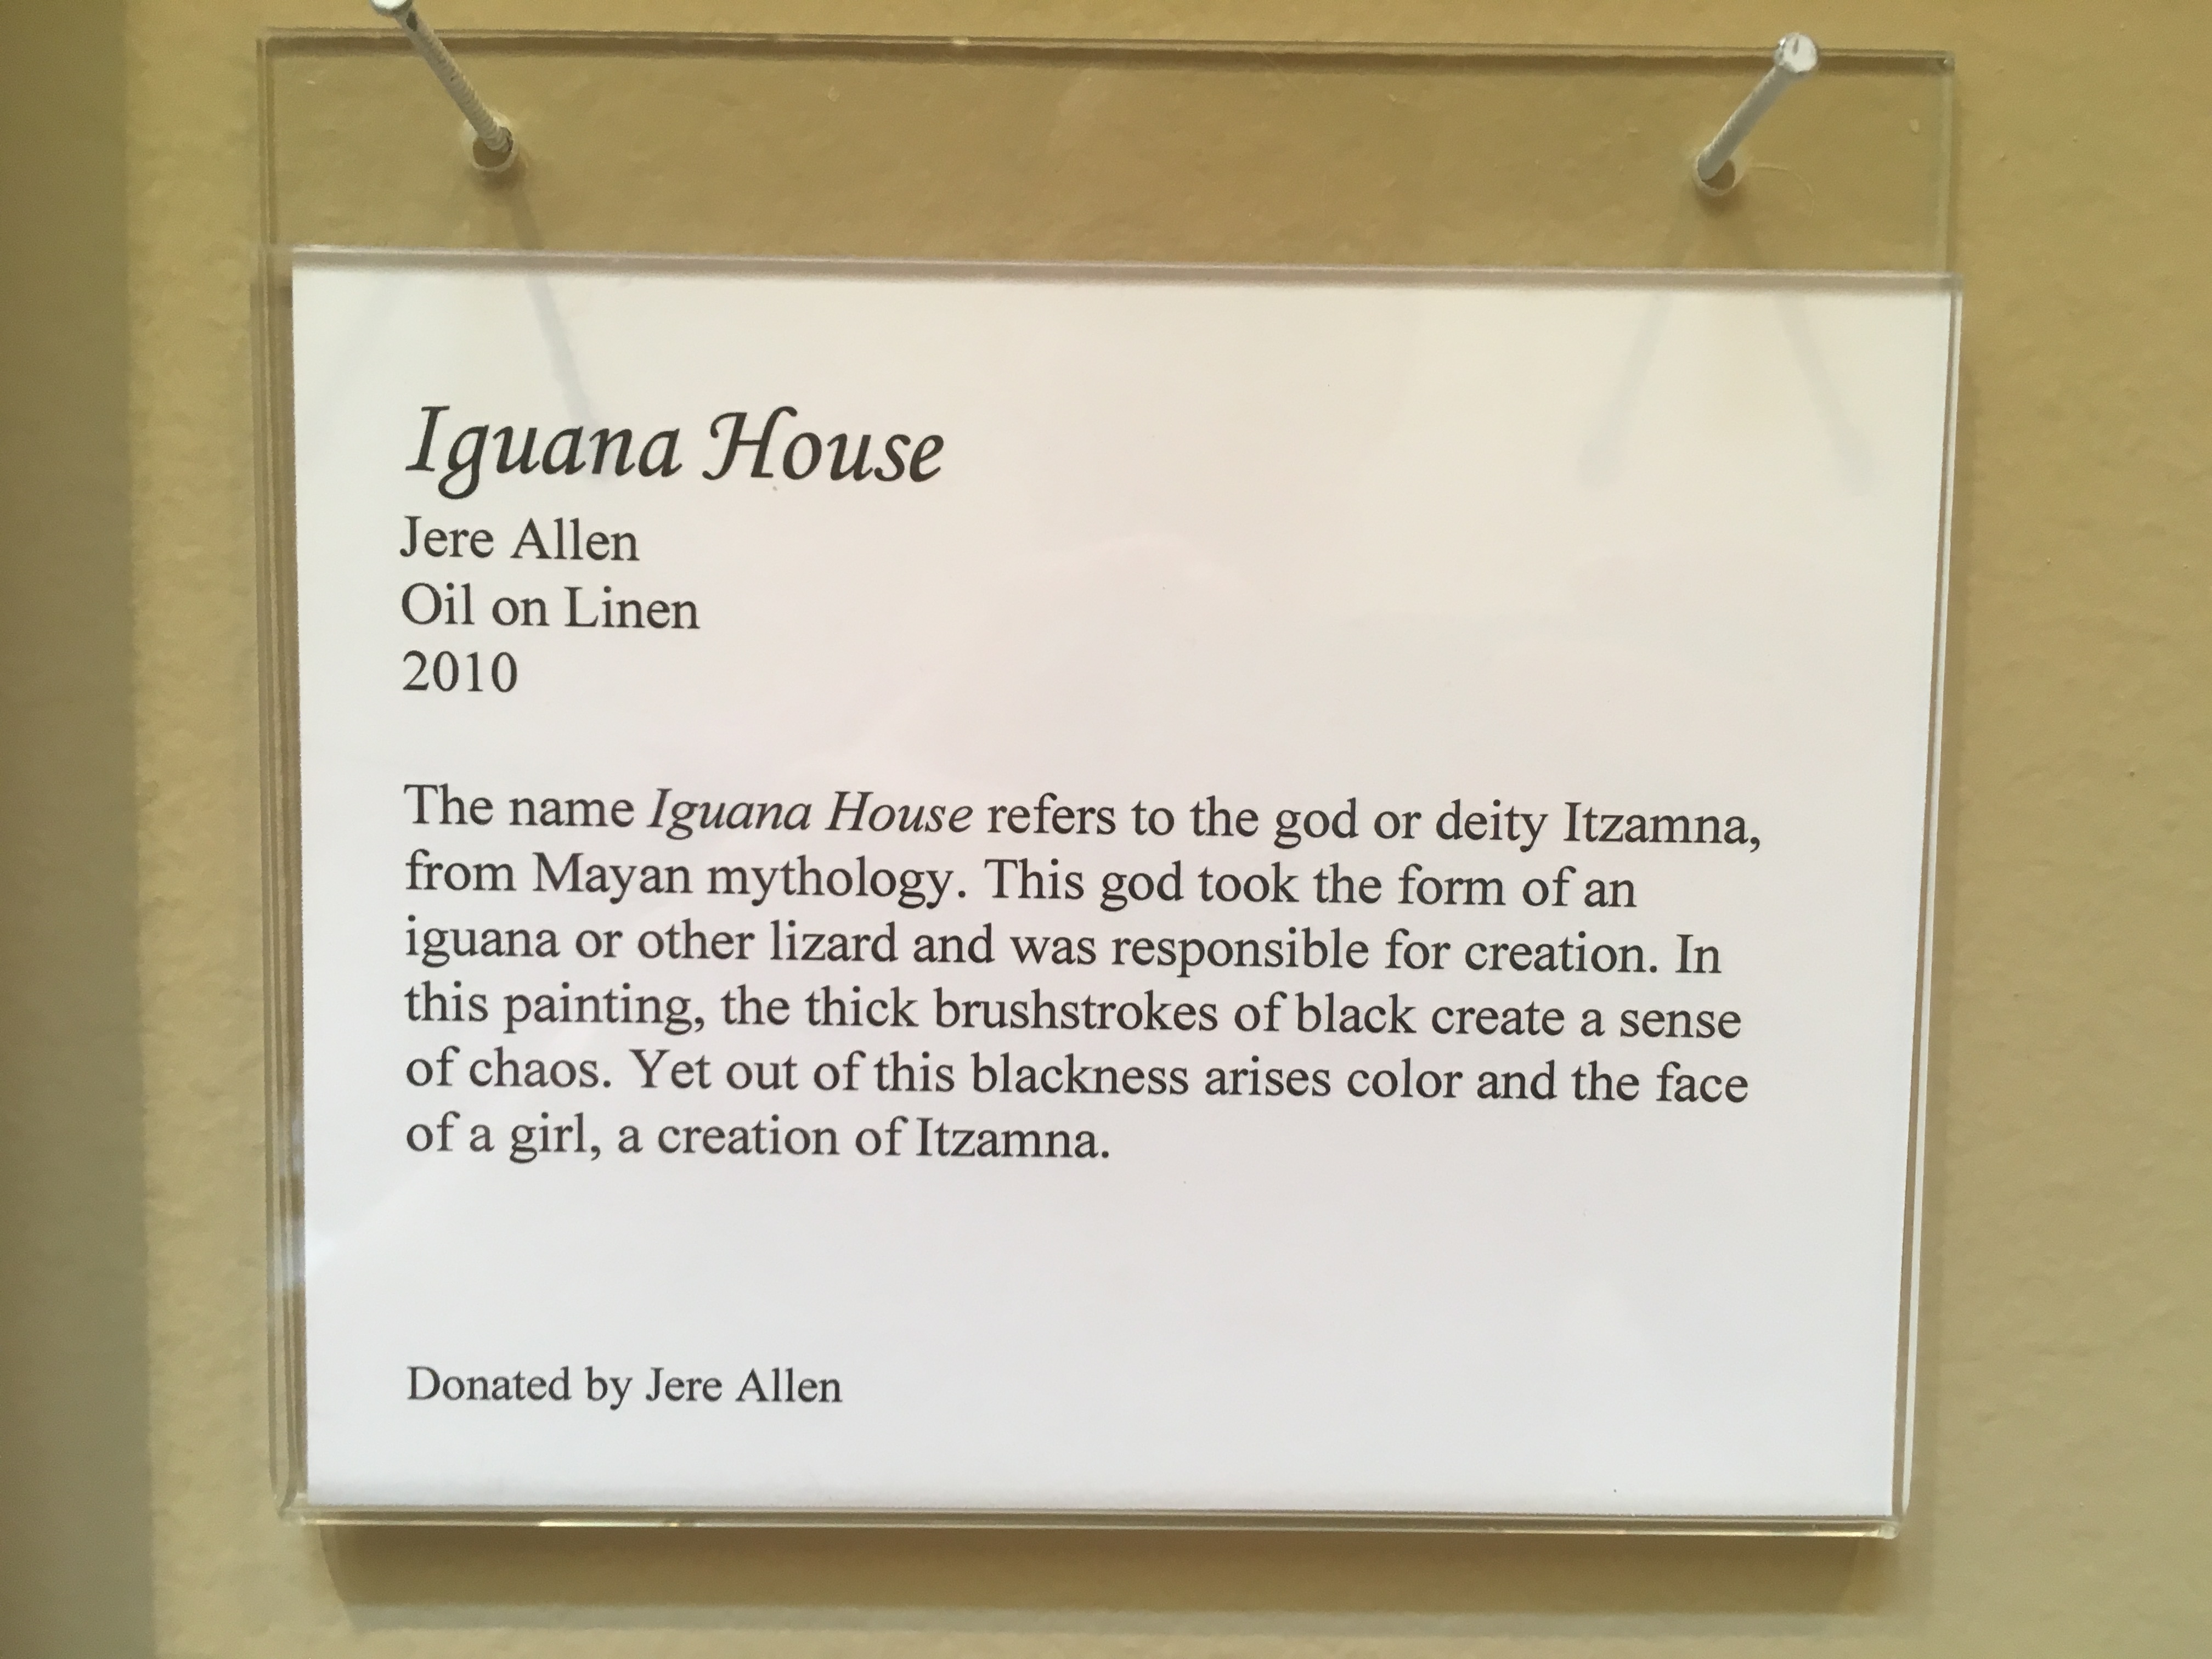 Iguana House
Jere Allen
Oil on Linen
2010
The name Iguana House refers to the god or deity Itzamna,
from Mayan mythology. This god took the form of an
iguana or other lizard and was responsible for creation. In
this painting, the thick brushstrokes of black create a sense
of chaos. Yet out of this blackness arises color and the face
of a girl, a creation of Itzamna.
Donated by Jere Allen